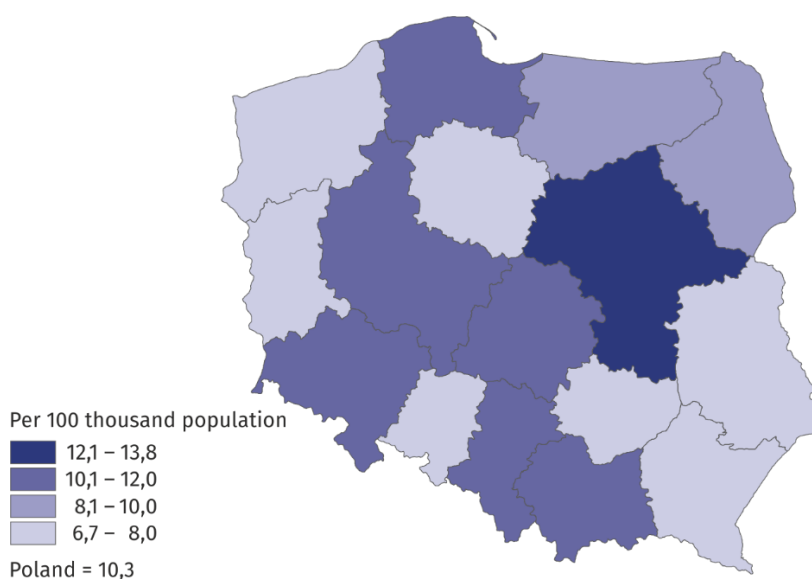 Per 100 thousand population
12,1 – 13,8
10,1 – 12,0
8,1 – 10,0
6,7 – 8,0
Poland = 10,3